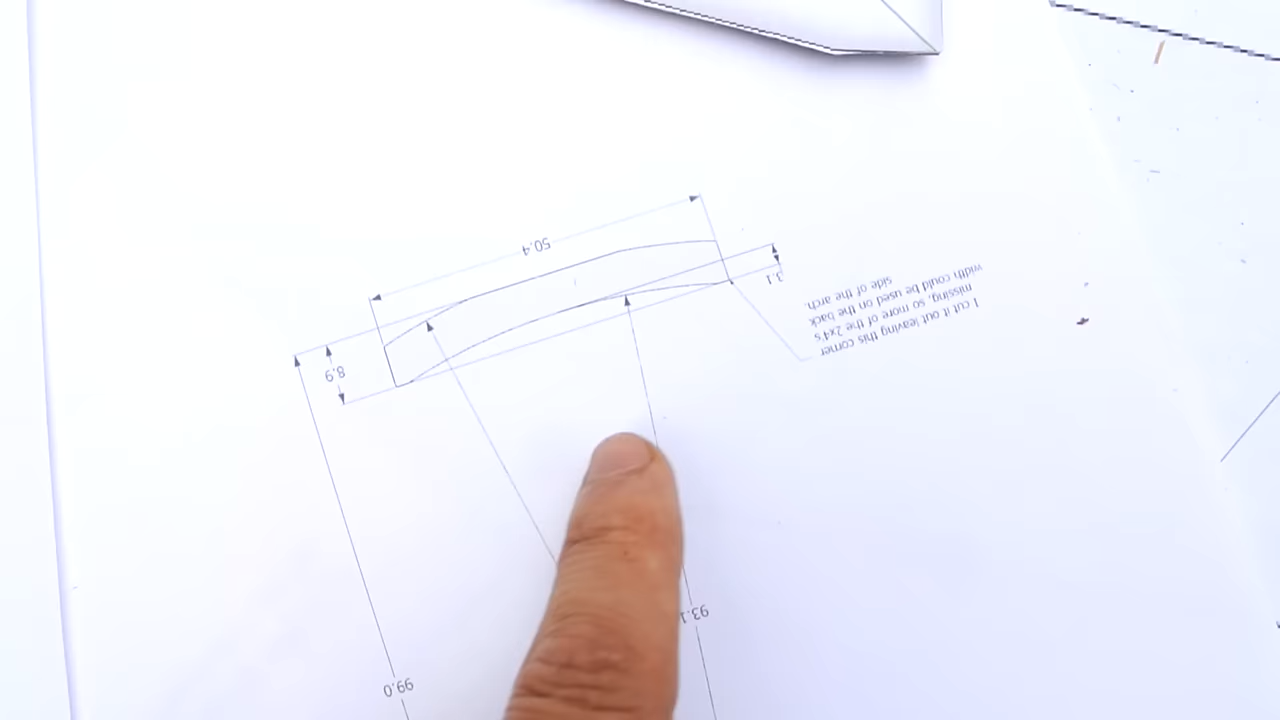 I cut it out leaving this corner
missing, so more of the 2x4's
width could be used on the back
side of the arch.
3.1
50.4
8.9
93.1
99.0